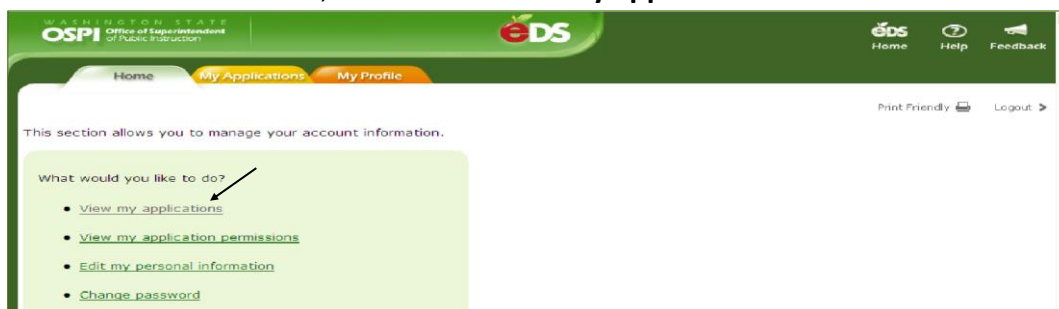 WASHINGTON STATE
OSPI Office of Superintendent
of Public Instruction
eDS
eDS Home
Help
Feedback
Home
My Applications
My Profile
Print Friendly
Logout >
This section allows you to manage your account information.
What would you like to do?
• View my applications
• View my application permissions
• Edit my personal information
• Change password